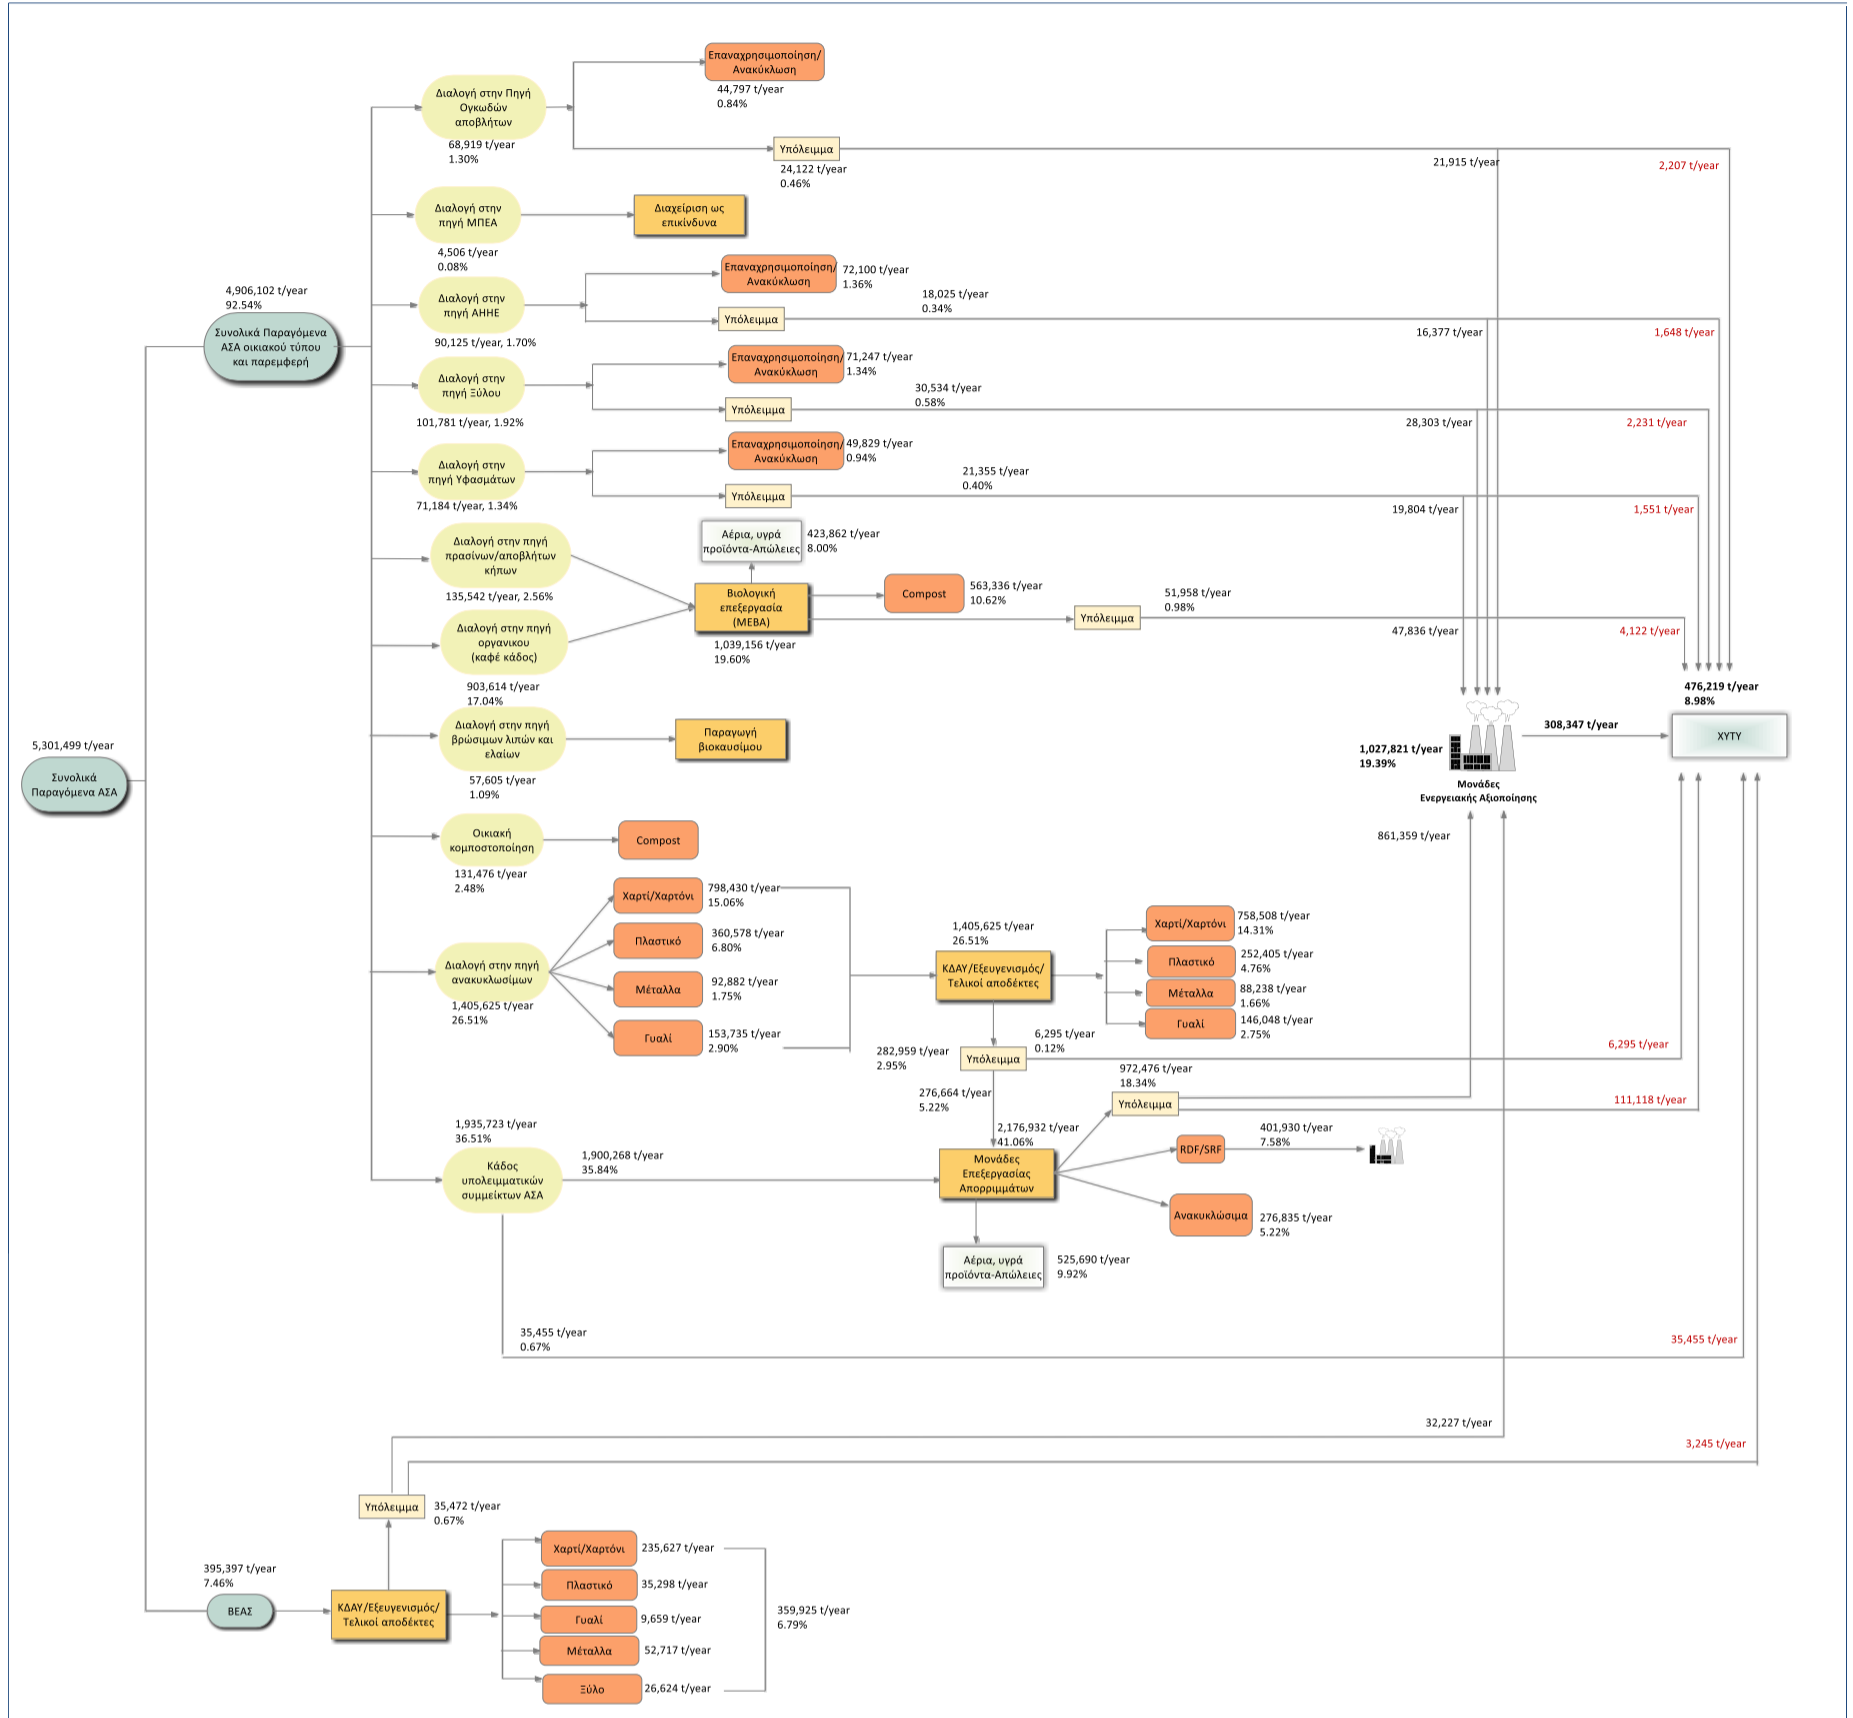 Επαναχρησιμοποίηση/
Ανακύκλωση
44,797 t/year
0.84%
Διαλογή στην Πηγή
Ογκωδών
αποβλήτων
68,919 t/year
1.30%
Υπόλειμμα
24,122 t/year
0.46%
21,915 t/year
2,207 t/year
Διαλογή στην
πηγή ΜΠΕΑ
4,506 t/year
0.08%
Διαχείριση ως
επικίνδυνα
4,906,102 t/year
92.54%
Συνολικά Παραγόμενα
ΑΣΑ οικιακού τύπου
και παρεμφερή
Διαλογή στην
πηγή ΑΗΗΕ
90,125 t/year, 1.70%
Επαναχρησιμοποίηση/
Ανακύκλωση
72,100 t/year
1.36%
Υπόλειμμα
18,025 t/year
0.34%
16,377 t/year
1,648 t/year
Διαλογή στην
πηγή Ξύλου
101,781 t/year, 1.92%
Επαναχρησιμοποίηση/
Ανακύκλωση
71,247 t/year
1.34%
Υπόλειμμα
30,534 t/year
0.58%
28,303 t/year
2,231 t/year
Διαλογή στην
πηγή Υφασμάτων
71,184 t/year, 1.34%
Επαναχρησιμοποίηση/
Ανακύκλωση
49,829 t/year
0.94%
Υπόλειμμα
21,355 t/year
0.40%
19,804 t/year
1,551 t/year
Διαλογή στην πηγή
πρασίνων/αποβλήτων
κήπων
135,542 t/year, 2.56%
Αέρια, υγρά
προϊόντα-Απώλειες
423,862 t/year
8.00%
Βιολογική
επεξεργασία
(ΜΕΒΑ)
1,039,156 t/year
19.60%
Compost
563,336 t/year
10.62%
Υπόλειμμα
51,958 t/year
0.98%
47,836 t/year
4,122 t/year
Διαλογή στην πηγή
οργανικου
(καφέ κάδος)
903,614 t/year
17.04%
476,219 t/year
8.98%
ΧΥΤΥ
308,347 t/year
1,027,821 t/year
19.39%
Μονάδες
Ενεργειακής Αξιοποίησης
Διαλογή στην πηγή
βρώσιμων λιπών και
ελαίων
57,605 t/year
1.09%
Παραγωγή
βιοκαυσίμου
5,301,499 t/year
Συνολικά
Παραγόμενα ΑΣΑ
Οικιακή
κομποστοποίηση
131,476 t/year
2.48%
Compost
861,359 t/year
Διαλογή στην πηγή
ανακυκλωσίμων
1,405,625 t/year
26.51%
Χαρτί/Χαρτόνι
798,430 t/year
15.06%
Πλαστικό
360,578 t/year
6.80%
Μέταλλα
92,882 t/year
1.75%
Γυαλί
153,735 t/year
2.90%
1,405,625 t/year
26.51%
ΚΔΑΥ/Εξευγενισμός/
Τελικοί αποδέκτες
Χαρτί/Χαρτόνι
758,508 t/year
14.31%
Πλαστικό
252,405 t/year
4.76%
Μέταλλα
88,238 t/year
1.66%
Γυαλί
146,048 t/year
2.75%
282,959 t/year
2.95%
Υπόλειμμα
6,295 t/year
0.12%
6,295 t/year
276,664 t/year
5.22%
972,476 t/year
18.34%
Υπόλειμμα
111,118 t/year
1,935,723 t/year
36.51%
Κάδος
υπολειμματικών
συμμείκτων ΑΣΑ
1,900,268 t/year
35.84%
2,176,932 t/year
41.06%
Μονάδες
Επεξεργασίας
Απορριμμάτων
RDF/SRF
401,930 t/year
7.58%
Ανακυκλώσιμα
276,835 t/year
5.22%
Αέρια, υγρά
προϊόντα-Απώλειες
525,690 t/year
9.92%
35,455 t/year
0.67%
35,455 t/year
32,227 t/year
3,245 t/year
Υπόλειμμα
35,472 t/year
0.67%
395,397 t/year
7.46%
ΒΕΑΣ
ΚΔΑΥ/Εξευγενισμός/
Τελικοί αποδέκτες
Χαρτί/Χαρτόνι
235,627 t/year
Πλαστικό
35,298 t/year
Γυαλί
9,659 t/year
Μέταλλα
52,717 t/year
Ξύλο
26,624 t/year
359,925 t/year
6.79%